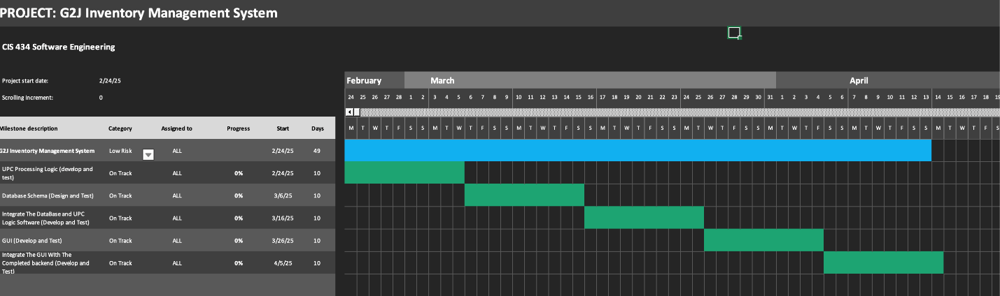 PROJECT: G2J Inventory Management System
CIS 434 Software Engineering
Project start date: 2/24/25
Scrolling increment: 0
February March April
24 25 26 27 28 1 2 3 4 5 6 7 8 9 10 11 12 13 14 15 16 17 18 19 20 21 22 23 24 25 26 27 28 29 30 31 1 2 3 4 5 6 7 8 9 10 11 12 13 14 15 16 17 18 19
Milestone description Category Assigned to Progress Start Days M T W T F S S M T W T F S S M T W T F S S M T W T F S S M T W T F S S M T W T F S S M T W T F S S M T W T F S
G2J Inventorty Management System Low Risk ALL 2/24/25 49
UPC Processing Logic (develop and
test) On Track ALL 0% 2/24/25 10
Database Schema (Design and Test) On Track ALL 0% 3/6/25 10
Integrate The DataBase and UPC
Logic Software (Develop and Test) On Track ALL 0% 3/16/25 10
GUI (Develop and Test) On Track ALL 0% 3/26/25 10
Integrate The GUI With The
Completed backend (Develop and
Test) On Track ALL 0% 4/5/25 10